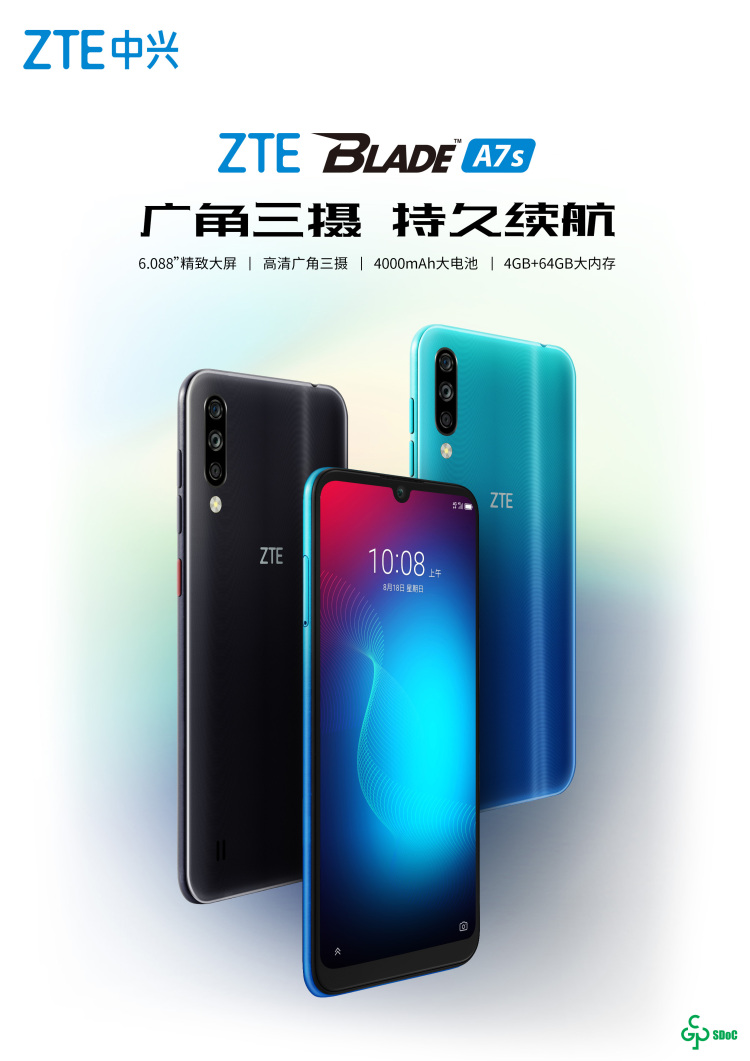 ZTE中兴
ZTE BLADE™ A7s
广角三摄 持久续航
6.088”精致大屏 | 高清广角三摄 | 4000mAh大电池 | 4GB+64GB大内存
ZTE
ZTE
10:08 上午
8月18日 星期日
SDoC